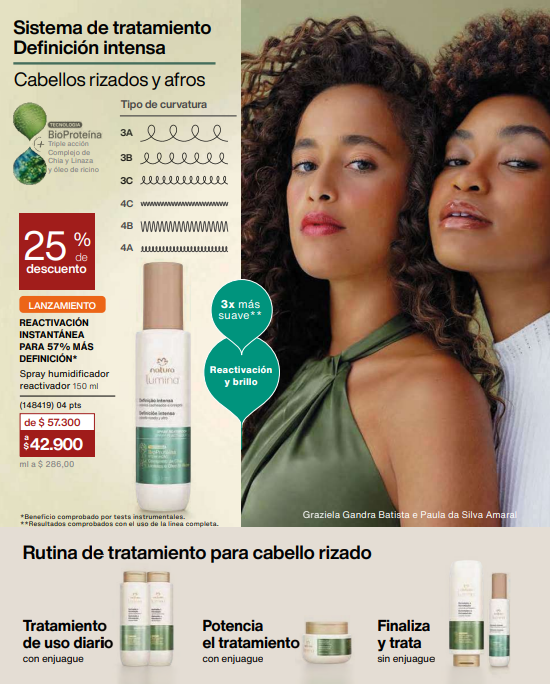 Sistema de tratamiento
Definición intensa
Cabellos rizados y afros
TECNOLOGÍA
BioProteína
Triple acción
Complejo de
Chia y Linaza
y óleo de ricino
Tipo de curvatura
3A
3B
3C
4C
4B
4A
25 %
de
descuento
LANZAMIENTO
REACTIVACIÓN
INSTANTÁNEA
PARA 57% MÁS
DEFINICIÓN*
Spray humidificador
reactivador 150 ml
(148419) 04 pts
de $ 57.300
a
$ 42.900
ml a $ 286,00
natura
lumina
Definição intensa
Definición intensa
3x más
suave**
Reactivación
y brillo
*Beneficio comprobado por tests instrumentales.
**Resultados comprobados con el uso de la línea completa.
Graziela Gandra Batista e Paula da Silva Amaral
Rutina de tratamiento para cabello rizado
Tratamiento
de uso diario
con enjuague
Potencia
el tratamiento
con enjuague
Finaliza
y trata
sin enjuague